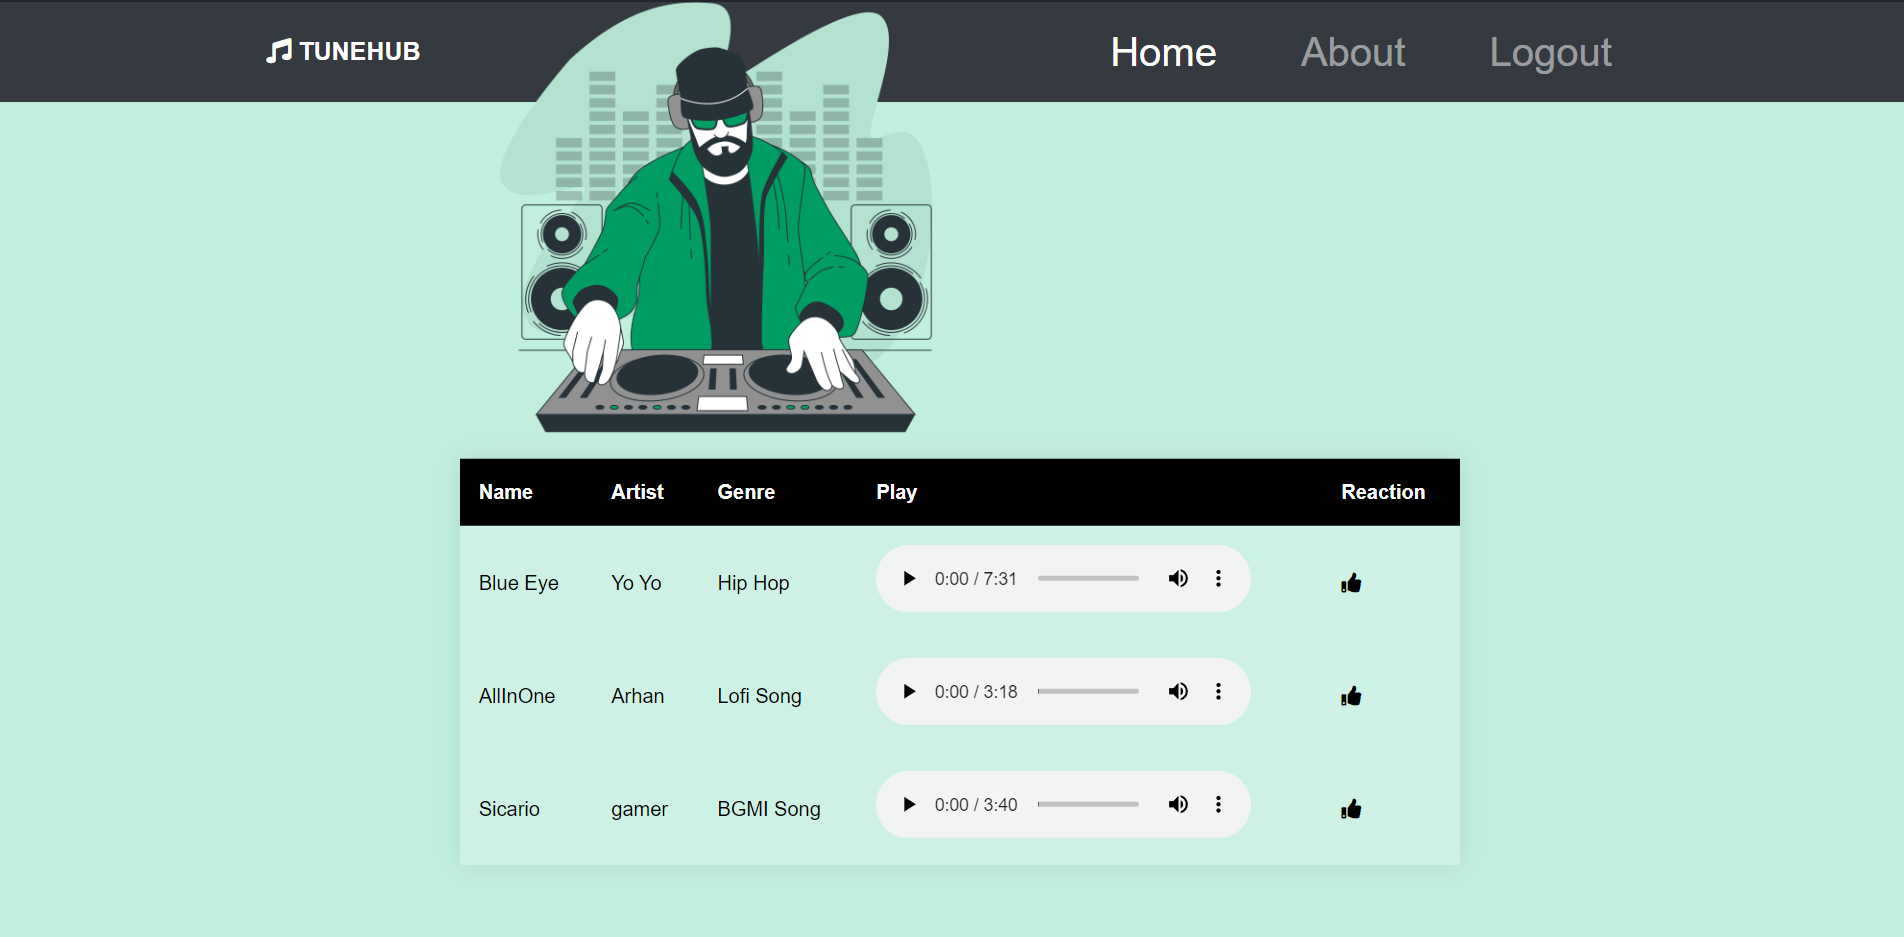 TUNEHUB Home About Logout
Name Artist Genre Play Reaction
Blue Eye Yo Yo Hip Hop 0:00 / 7:31
AllInOne Arhan Lofi Song 0:00 / 3:18
Sicario gamer BGMI Song 0:00 / 3:40